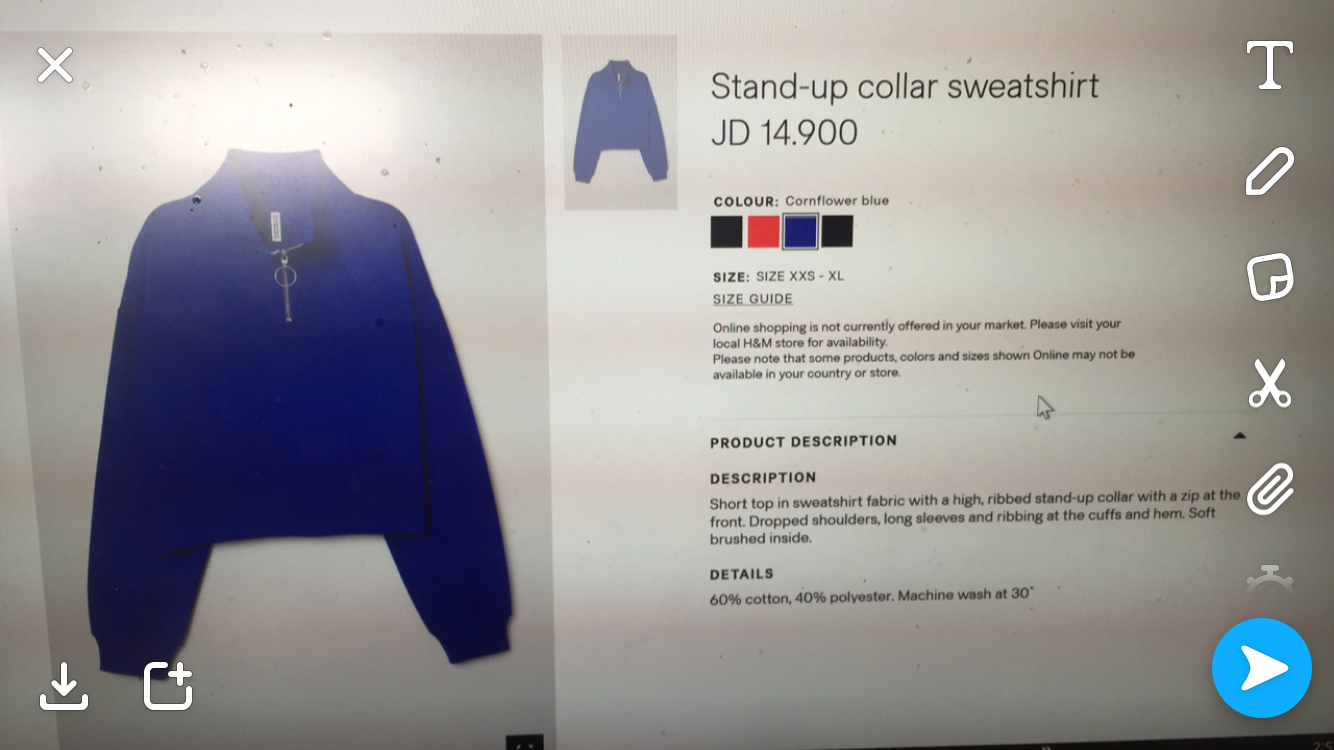 Stand-up collar sweatshirt
JD 14.900
COLOUR: Cornflower blue
SIZE: SIZE XXS - XL
SIZE GUIDE
Online shopping is not currently offered in your market. Please visit your
local H&M store for availability.
Please note that some products, colors and sizes shown Online may not be
available in your country or store.
PRODUCT DESCRIPTION
DESCRIPTION
Short top in sweatshirt fabric with a high, ribbed stand-up collar with a zip at the
front. Dropped shoulders, long sleeves and ribbing at the cuffs and hem. Soft
brushed inside.
DETAILS
60% cotton, 40% polyester. Machine wash at 30°
T